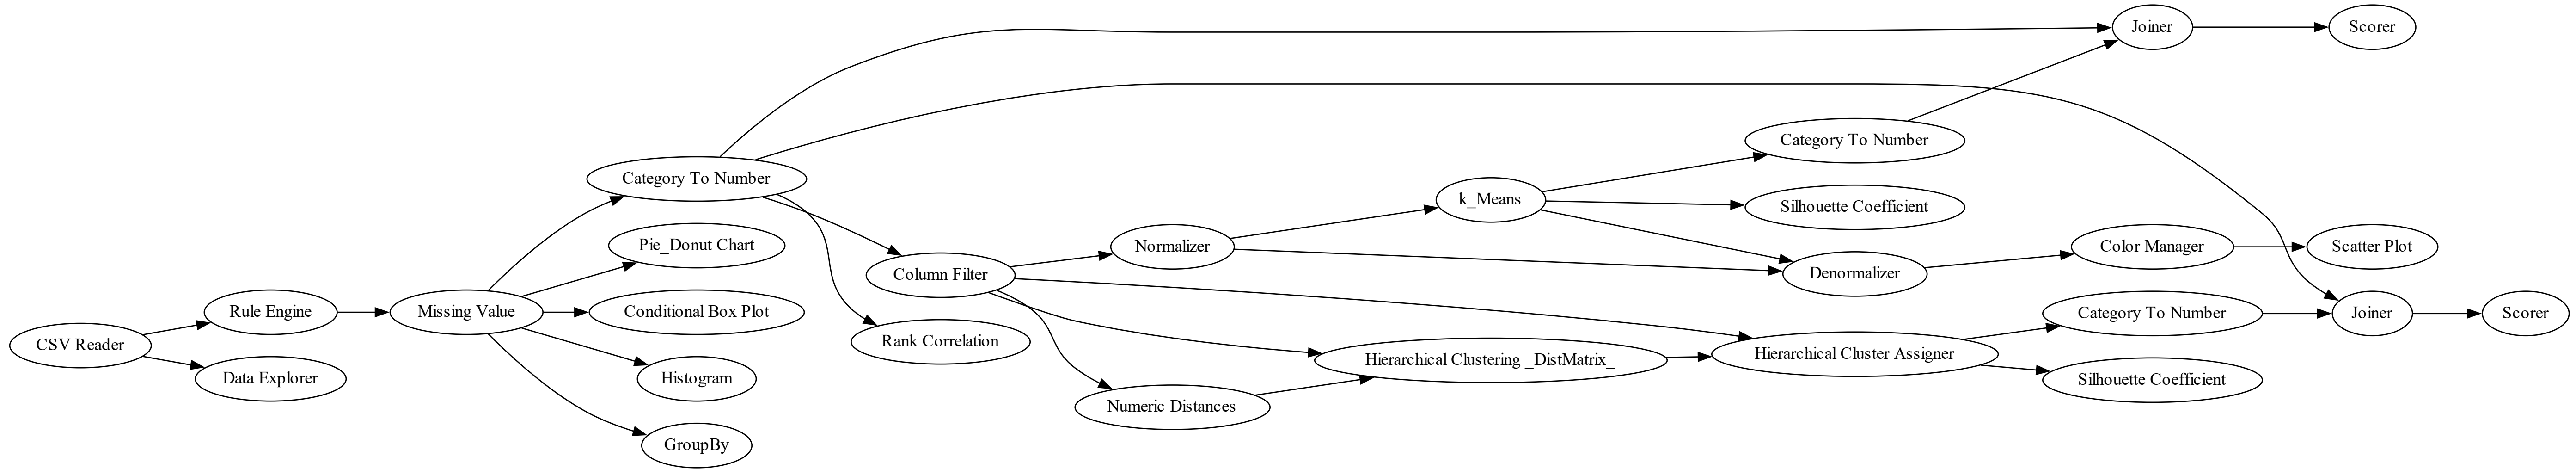 Joiner
Scorer
Category To Number
Category To Number
k_Means
Silhouette Coefficient
Pie_Donut Chart
Normalizer
Color Manager
Scatter Plot
Column Filter
Denormalizer
Rule Engine
Missing Value
Conditional Box Plot
Category To Number
Joiner
Scorer
CSV Reader
Rank Correlation
Hierarchical Clustering _DistMatrix_
Hierarchical Cluster Assigner
Data Explorer
Histogram
Silhouette Coefficient
Numeric Distances
GroupBy